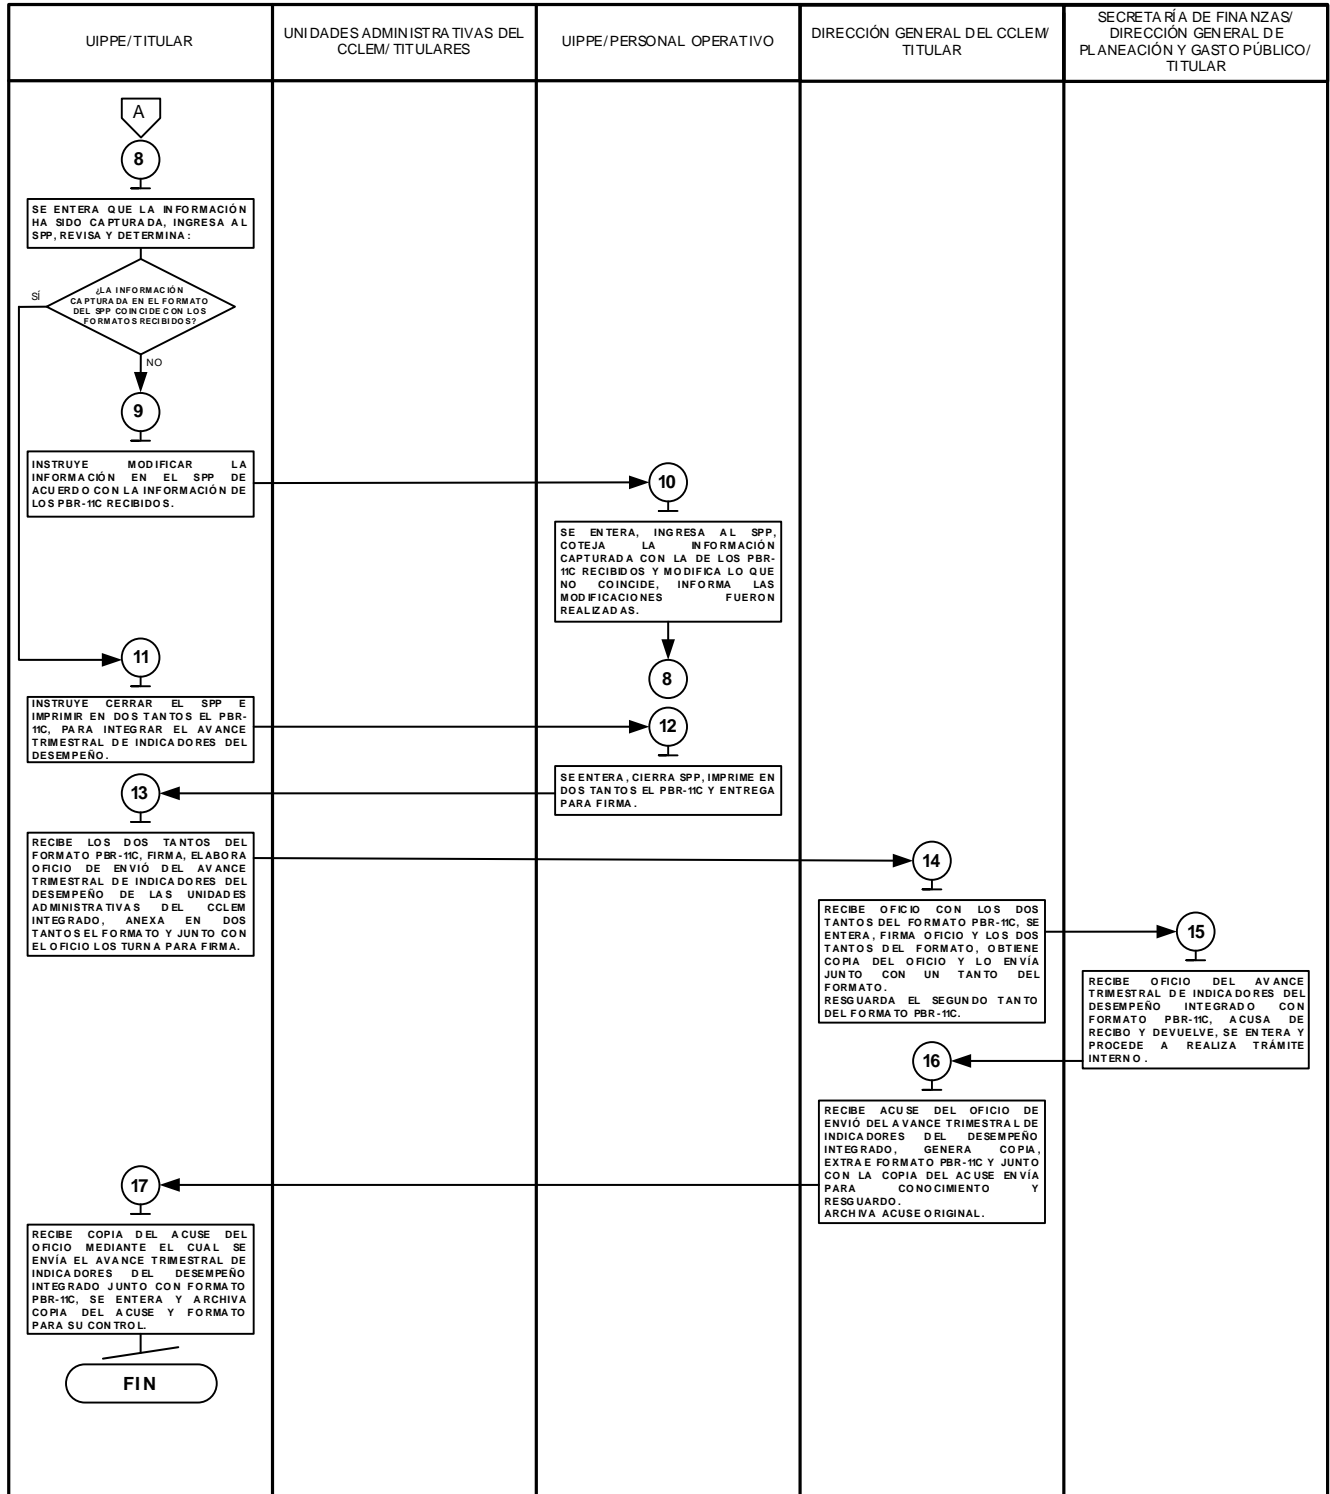 UIPPE/TITULAR
UNIDADES ADMINISTRATIVAS DEL
CCLEM/ TITULARES
UIPPE/PERSONAL OPERATIVO
DIRECCIÓN GENERAL DEL CCLEM/
TITULAR
SECRETARÍA DE FINANZAS/
DIRECCIÓN GENERAL DE
PLANEACIÓN Y GASTO PÚBLICO/
TITULAR
A
8
SE ENTERA QUE LA INFORMACIÓN
HA SIDO CAPTURADA, INGRESA AL
SPP, REVISA Y DETERMINA:
¿LA INFORMACIÓN
CAPTURADA EN EL FORMATO
DEL SPP COINCIDE CON LOS
FORMATOS RECIBIDOS?
SÍ
NO
9
INSTRUYE MODIFICAR LA
INFORMACIÓN EN EL SPP DE
ACUERDO CON LA INFORMACIÓN DE
LOS PBR-11C RECIBIDOS.
10
SE ENTERA, INGRESA AL SPP,
COTEJA LA INFORMACIÓN
CAPTURADA CON LA DE LOS PBR-
11C RECIBIDOS Y MODIFICA LO QUE
NO COINCIDE, INFORMA LAS
MODIFICACIONES FUERON
REALIZADAS.
8
11
INSTRUYE CERRAR EL SPP E
IMPRIMIR EN DOS TANTOS EL PBR-
11C, PARA INTEGRAR EL AVANCE
TRIMESTRAL DE INDICADORES DEL
DESEMPEÑO.
12
SE ENTERA, CIERRA SPP, IMPRIME EN
DOS TANTOS EL PBR-11C Y ENTREGA
PARA FIRMA.
13
RECIBE LOS DOS TANTOS DEL
FORMATO PBR-11C, FIRMA, ELABORA
OFICIO DE ENVIÓ DEL AVANCE
TRIMESTRAL DE INDICADORES DEL
DESEMPEÑO DE LAS UNIDADES
ADMINISTRATIVAS DEL CCLEM
INTEGRADO, ANEXA EN DOS
TANTOS EL FORMATO Y JUNTO CON
EL OFICIO LOS TURNA PARA FIRMA.
14
RECIBE OFICIO CON LOS DOS
TANTOS DEL FORMATO PBR-11C, SE
ENTERA, FIRMA OFICIO Y LOS DOS
TANTOS DEL FORMATO, OBTIENE
COPIA DEL OFICIO Y LO ENVÍA
JUNTO CON UN TANTO DEL
FORMATO.
RESGUARDA EL SEGUNDO TANTO
DEL FORMATO PBR-11C.
15
RECIBE OFICIO DEL AVANCE
TRIMESTRAL DE INDICADORES DEL
DESEMPEÑO INTEGRADO CON
FORMATO PBR-11C, ACUSA DE
RECIBO Y DEVUELVE, SE ENTERA Y
PROCEDE A REALIZA TRÁMITE
INTERNO.
16
RECIBE ACUSE DEL OFICIO DE
ENVIÓ DEL AVANCE TRIMESTRAL DE
INDICADORES DEL DESEMPEÑO
INTEGRADO, GENERA COPIA,
EXTRAE FORMATO PBR-11C Y JUNTO
CON LA COPIA DEL ACUSE ENVÍA
PARA CONOCIMIENTO Y
RESGUARDO.
ARCHIVA ACUSE ORIGINAL.
17
RECIBE COPIA DEL ACUSE DEL
OFICIO MEDIANTE EL CUAL SE
ENVÍA EL AVANCE TRIMESTRAL DE
INDICADORES DEL DESEMPEÑO
INTEGRADO JUNTO CON FORMATO
PBR-11C, SE ENTERA Y ARCHIVA
COPIA DEL ACUSE Y FORMATO
PARA SU CONTROL.
FIN